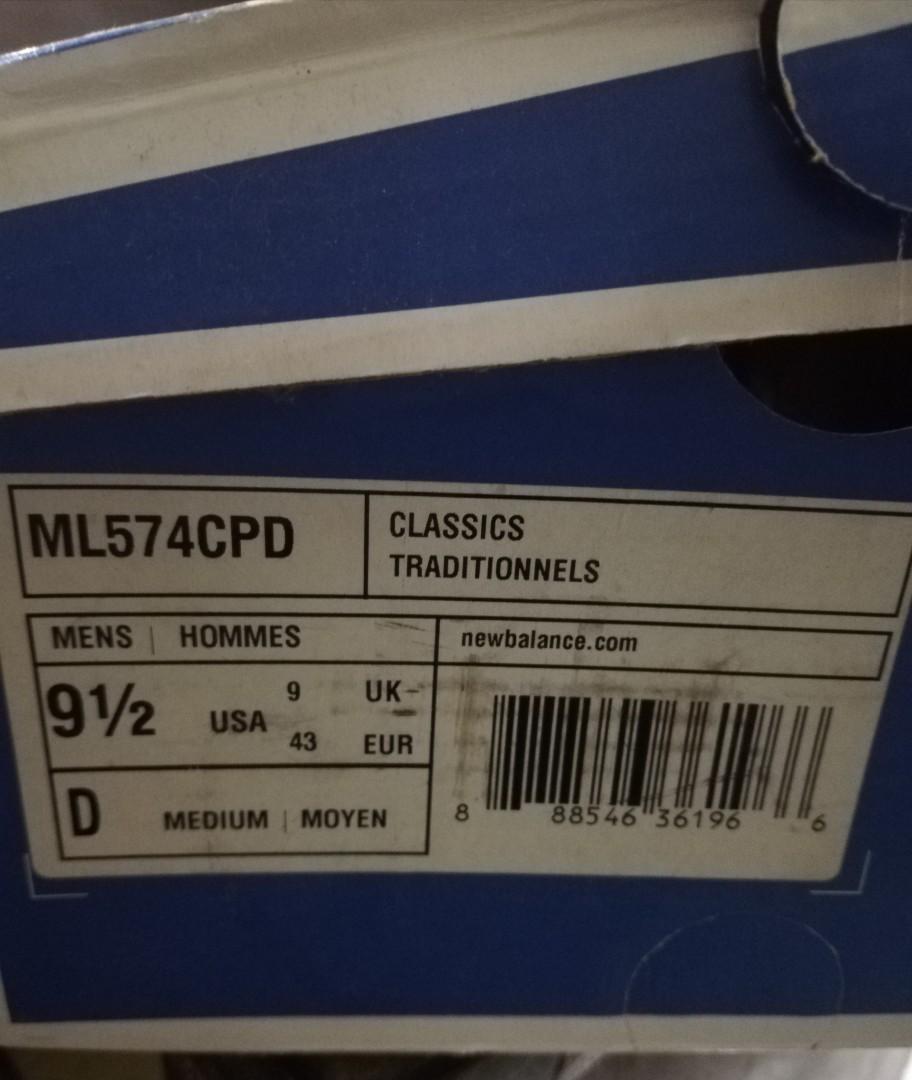 ML574CPD
CLASSICS
TRADITIONNELS
MENS | HOMMES
newbalance.com
9½ USA 9 UK
43 EUR
D MEDIUM | MOYEN
8 88546 36196 6